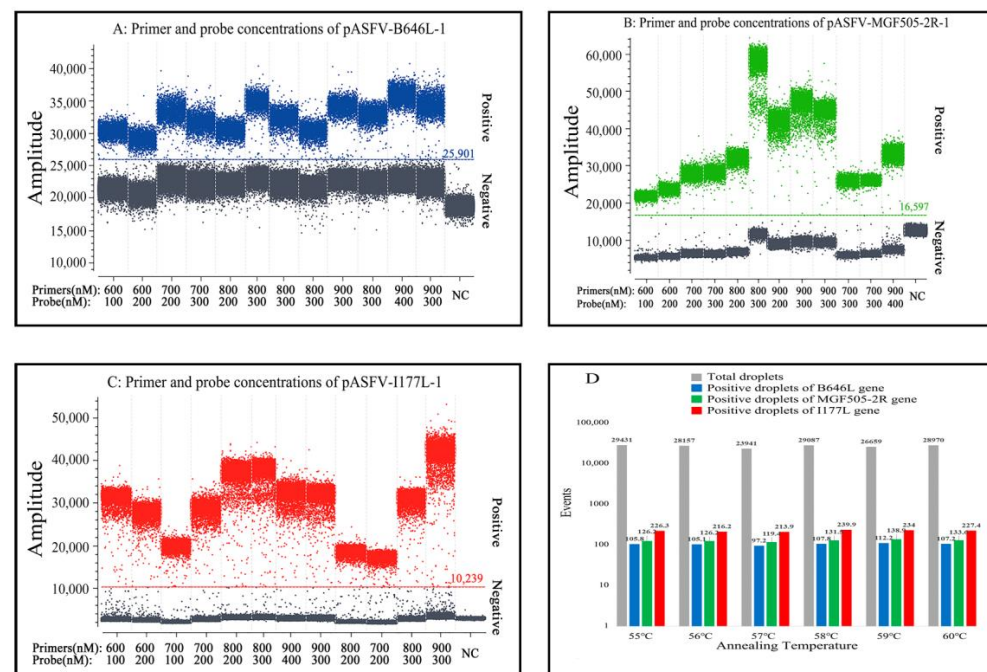 A: Primer and probe concentrations of pASFV-B646L-1
Amplitude
40,000
35,000
30,000
25,000
20,000
15,000
10,000
25,901
Positive
Negative
Primers(nM): 600 600 700 700 800 800 800 800 900 800 900 900 NC
Probe(nM): 100 200 200 300 200 300 300 300 300 300 400 300
B: Primer and probe concentrations of pASFV-MGF505-2R-1
Amplitude
60,000
50,000
40,000
30,000
20,000
10,000
16,597
Positive
Negative
Primers(nM): 600 600 700 700 800 800 900 900 900 700 700 900 NC
Probe(nM): 100 200 200 300 200 300 200 300 300 300 300 400
C: Primer and probe concentrations of pASFV-I177L-1
Amplitude
50,000
40,000
30,000
20,000
10,000
10,239
Positive
Negative
Primers(nM): 600 600 700 700 800 800 900 900 800 700 800 900 NC
Probe(nM): 100 200 100 300 200 300 400 300 200 200 300 300
D
Total droplets
Positive droplets of B646L gene
Positive droplets of MGF505-2R gene
Positive droplets of I177L gene
Events
100,000
10,000
1000
100
10
1
29431 28157 23941 29087 26659 28970
105.8 126.2 226.3
105.1 126.2 216.2
97.2 119.4 213.9
107.8 131. 239.9
112.2 138.9 234
107.2 133. 227.4
55°C 56°C 57°C 58°C 59°C 60°C
Annealing Temperature